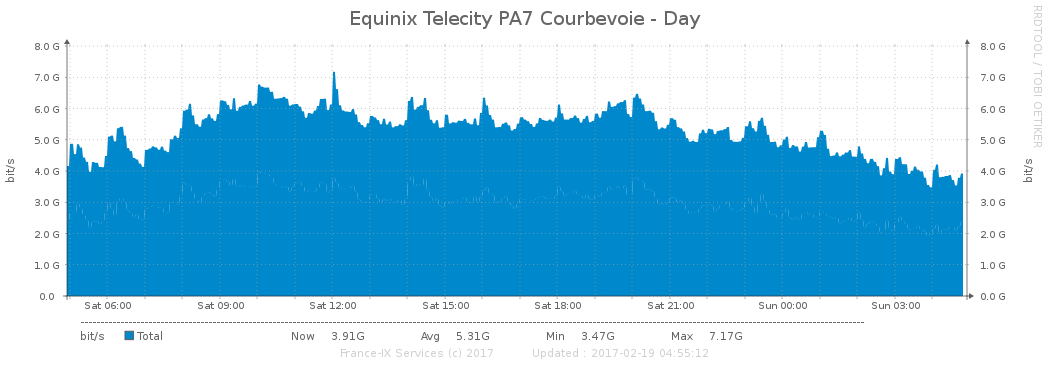 Equinix Telecity PA7 Courbevoie - Day
RRDTOOL / TOBI OETIKER
8.0 G 8.0 G
7.0 G 7.0 G
6.0 G 6.0 G
5.0 G 5.0 G
4.0 G 4.0 G
3.0 G 3.0 G
2.0 G 2.0 G
1.0 G 1.0 G
0.0 0.0 G
bit/s
bit/s
Sat 06:00 Sat 09:00 Sat 12:00 Sat 15:00 Sat 18:00 Sat 21:00 Sun 00:00 Sun 03:00
bit/s Total Now 3.91G Avg 5.31G Min 3.47G Max 7.17G
France-IX Services (c) 2017 Updated : 2017-02-19 04:55:12